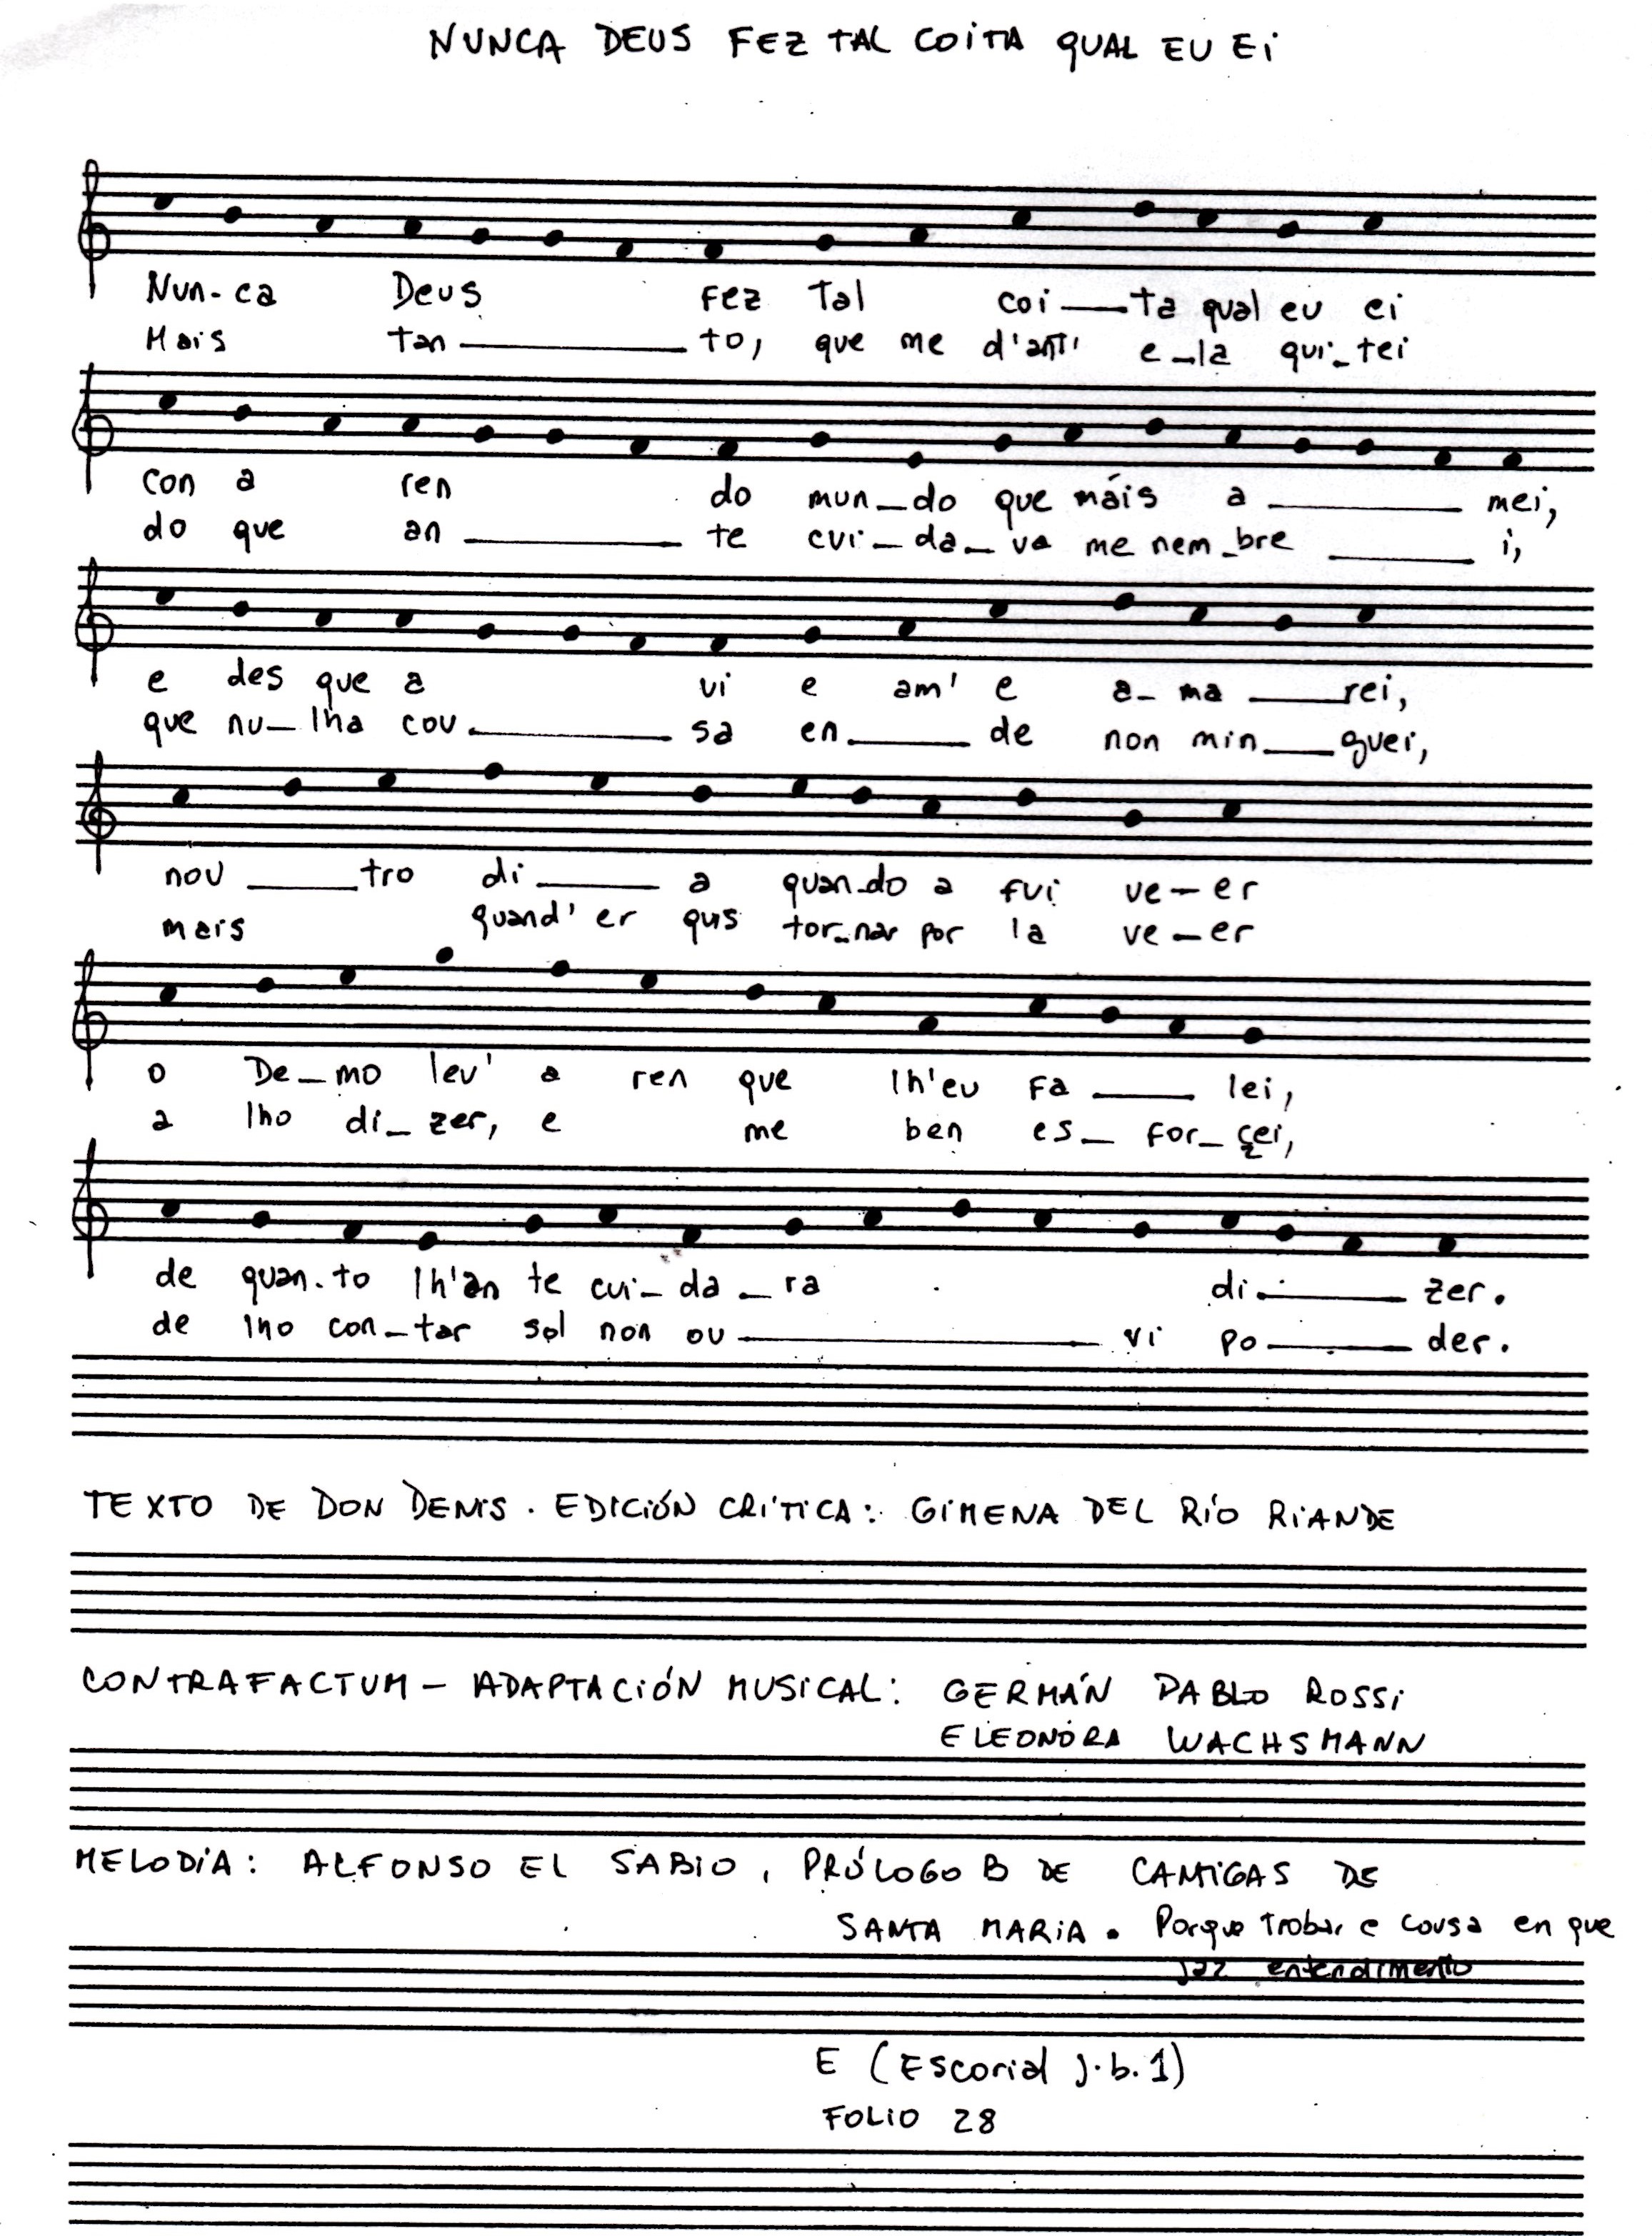 NUNCA DEUS FEZ TAL COITA QUAL EU EI
Nun-ca Deus Fez Tal coi—ta qual eu ei
Mais tan—to, que me d'ant' e-la qui-tei
con a ren do mun-do que máis a—mei,
do que an—te cui-da-va me nem-bre—i,
e des que a vi e am' e a-ma—rei,
que nu-lha cou—sa en—de non min—guei,
nou—tro di—a quan-do a fui ve-er
mais quand' er qus tor-nar por la ve-er
o De-mo lev' a ren que lh'eu Fa—lei,
a lho di-zer, e me ben es-for-çei,
de quan-to lh'an te cui-da-ra di—zer.
de lho con-tar sol non ou—vi po—der.
TEXTO DE DON DENIS. EDICIÓN CRÍTICA: GIMENA DEL RÍO RIANDE
CONTRAFACTUM - ADAPTACIÓN MUSICAL: GERMÁN PABLO ROSSI
ELEONORA WACHSMANN
MELODÍA: ALFONSO EL SABIO, PRÓLOGO B DE CANTIGAS DE
SANTA MARIA. Porque trobar e cousa en que
jaz entendimento
E (Escorial j.b.1)
FOLIO 28